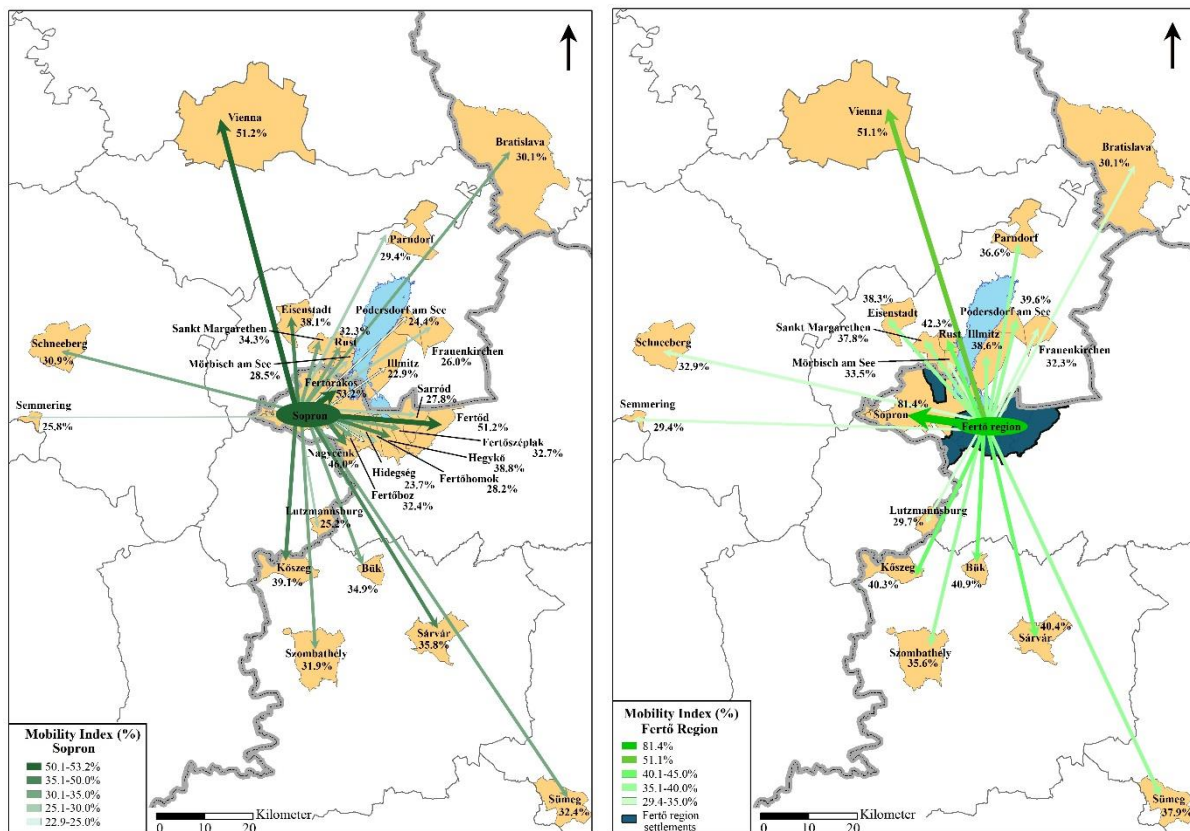 Vienna
51.2%
Bratislava
30.1%
Parndorf
29.4%
Eisenstadt
38.1%
Podersdorf am See
24.4%
Sankt Margarethen
34.3%
32.3%
Rust
Schneeberg
30.9%
Mörbisch am See
28.5%
Illmitz
22.9%
Frauenkirchen
26.0%
Fertőrákos
53.2%
Semmering
25.8%
Sopron
Sarród
27.8%
Fertőd
51.2%
Fertőszéplak
32.7%
Nagycenk
46.0%
Hegykő
38.8%
Hidegség
23.7%
Fertőhomok
28.2%
Fertőboz
32.4%
Lutzmannsburg
25.2%
Kőszeg
39.1%
Bük
34.9%
Sárvár
35.8%
Szombathely
31.9%
Sümeg
32.4%
Mobility Index (%)
Sopron
50.1-53.2%
35.1-50.0%
30.1-35.0%
25.1-30.0%
22.9-25.0%
Kilometer
0 10 20
Vienna
51.1%
Bratislava
30.1%
Parndorf
36.6%
38.3%
Eisenstadt
39.6%
Podersdorf am See
42.3%
Sankt Margarethen
37.8%
Rust
Illmitz
38.6%
Schneeberg
32.9%
Mörbisch am See
33.5%
Frauenkirchen
32.3%
Semmering
29.4%
81.4%
Sopron
Fertő region
Lutzmannsburg
29.7%
Kőszeg
40.3%
Bük
40.9%
40.4%
Sárvár
Szombathely
35.6%
Sümeg
37.9%
Mobility Index (%)
Fertő Region
81.4%
51.1%
40.1-45.0%
35.1-40.0%
29.4-35.0%
Fertő region
settlements
Kilometer
0 10 20